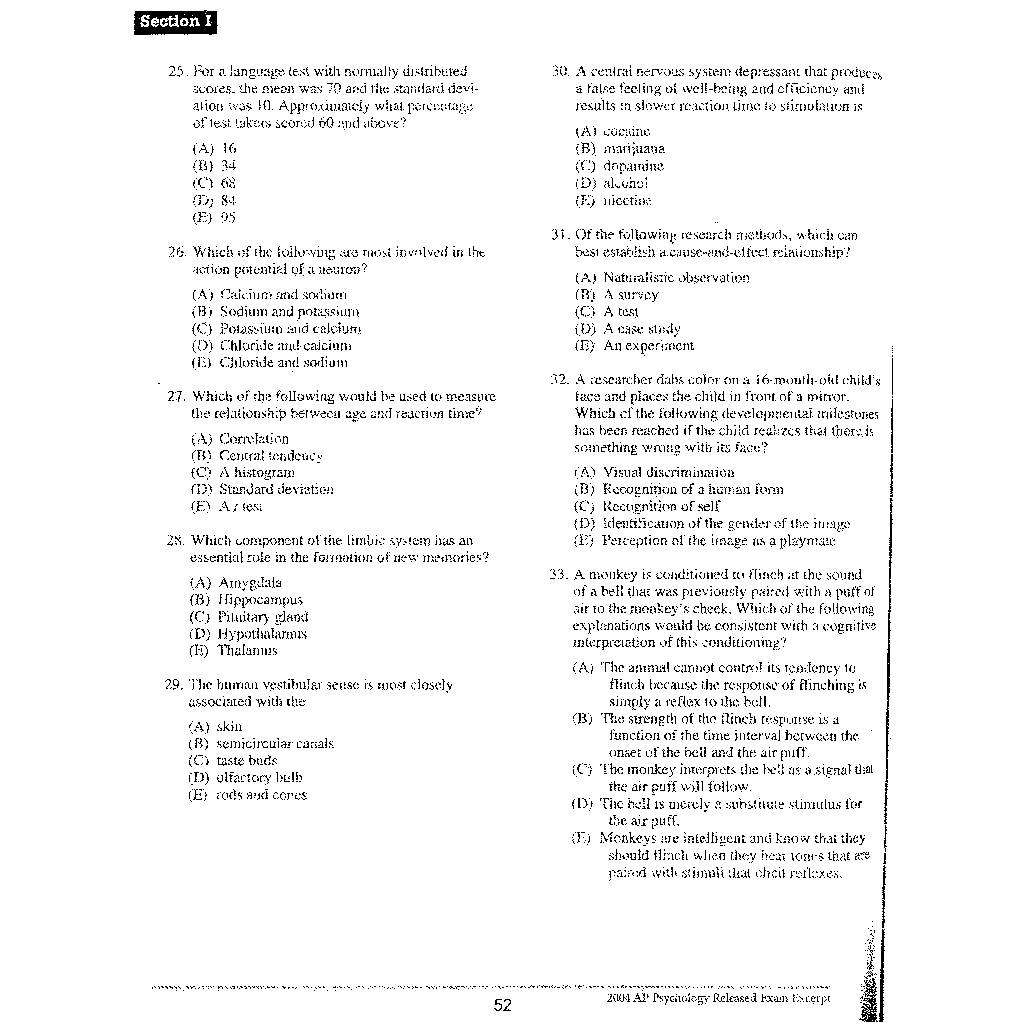 Section I
25. For a language test with normally distributed
scores, the mean was 70 and the standard devi-
ation was 10. Approximately what percentage
of test takers scored 60 and above?
(A) 16
(B) 34
(C) 68
(D) 84
(E) 95
26. Which of the following are most involved in the
action potential of a neuron?
(A) Calcium and sodium
(B) Sodium and potassium
(C) Potassium and calcium
(D) Chloride and calcium
(E) Chloride and sodium
27. Which of the following would be used to measure
the relationship between age and reaction time?
(A) Correlation
(B) Central tendency
(C) A histogram
(D) Standard deviation
(E) A t test
28. Which component of the limbic system has an
essential role in the formation of new memories?
(A) Amygdala
(B) Hippocampus
(C) Pituitary gland
(D) Hypothalamus
(E) Thalamus
29. The human vestibular sense is most closely
associated with the
(A) skin
(B) semicircular canals
(C) taste buds
(D) olfactory bulb
(E) rods and cones
30. A central nervous system depressant that produces
a false feeling of well-being and efficiency and
results in slower reaction time to stimulation is
(A) cocaine
(B) marijuana
(C) dopamine
(D) alcohol
(E) nicotine
31. Of the following research methods, which can
best establish a cause-and-effect relationship?
(A) Naturalistic observation
(B) A survey
(C) A test
(D) A case study
(E) An experiment
32. A researcher dabs color on a 16-month-old child's
face and places the child in front of a mirror.
Which of the following developmental milestones
has been reached if the child realizes that there is
something wrong with its face?
(A) Visual discrimination
(B) Recognition of a human form
(C) Recognition of self
(D) Identification of the gender of the image
(E) Perception of the image as a playmate
33. A monkey is conditioned to flinch at the sound
of a bell that was previously paired with a puff of
air to the monkey's cheek. Which of the following
explanations would be consistent with a cognitive
interpretation of this conditioning?
(A) The animal cannot control its tendency to
flinch because the response of flinching is
simply a reflex to the bell.
(B) The strength of the flinch response is a
function of the time interval between the
onset of the bell and the air puff.
(C) The monkey interprets the bell as a signal that
the air puff will follow.
(D) The bell is merely a substitute stimulus for
the air puff.
(E) Monkeys are intelligent and know that they
should flinch when they hear tones that are
paired with stimuli that elicit reflexes.
52
2004 AP Psychology Released Exam Excerpt